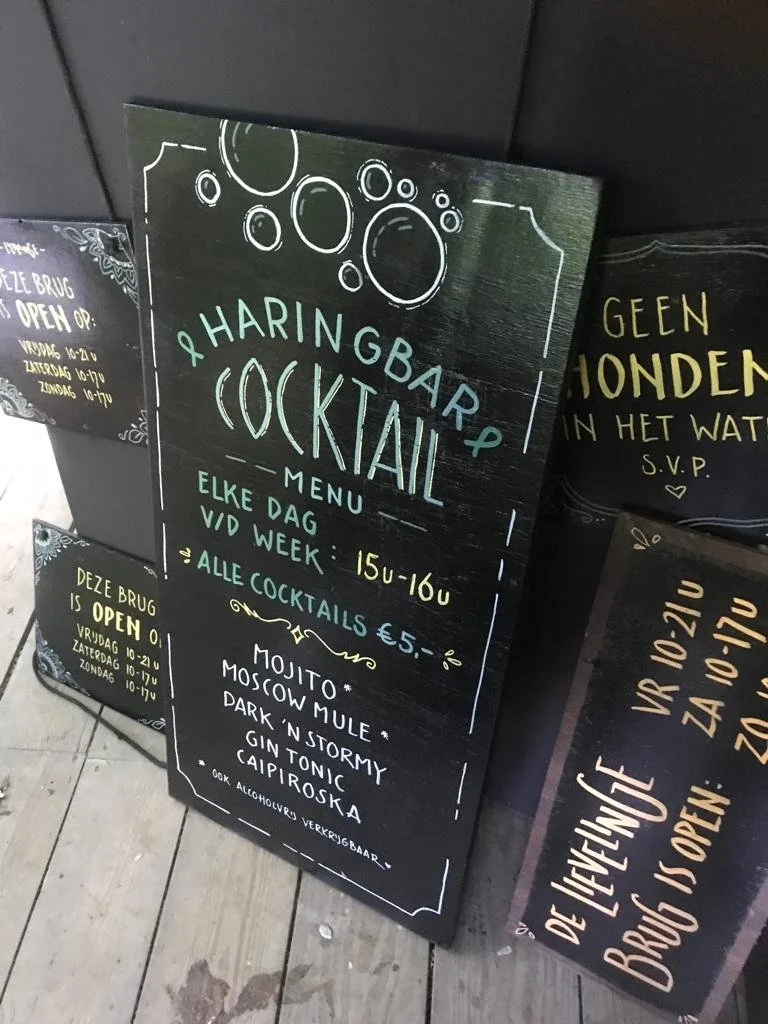 HARINGBAR
COCKTAIL
MENU
ELKE DAG
V/D WEEK: 15u-16u
ALLE COCKTAILS €5,-
MOJITO*
MOSCOW MULE*
DARK 'N STORMY
GIN TONIC
CAIPIROSKA
* OOK ALCOHOLVRIJ VERKRIJGBAAR
DEZE BRUG
IS OPEN OP:
VRIJDAG 10-21u
ZATERDAG 10-17u
ZONDAG 10-17u
DEZE BRUG
IS OPEN O
VRIJDAG 10-21u
ZATERDAG 10-17u
ZONDAG 10-17u
GEEN
HONDEN
IN HET WAT
S.V.P.
DE LIEVELINGE
BRUG IS OPEN:
VR 10-21u
ZA 10-17u
ZO